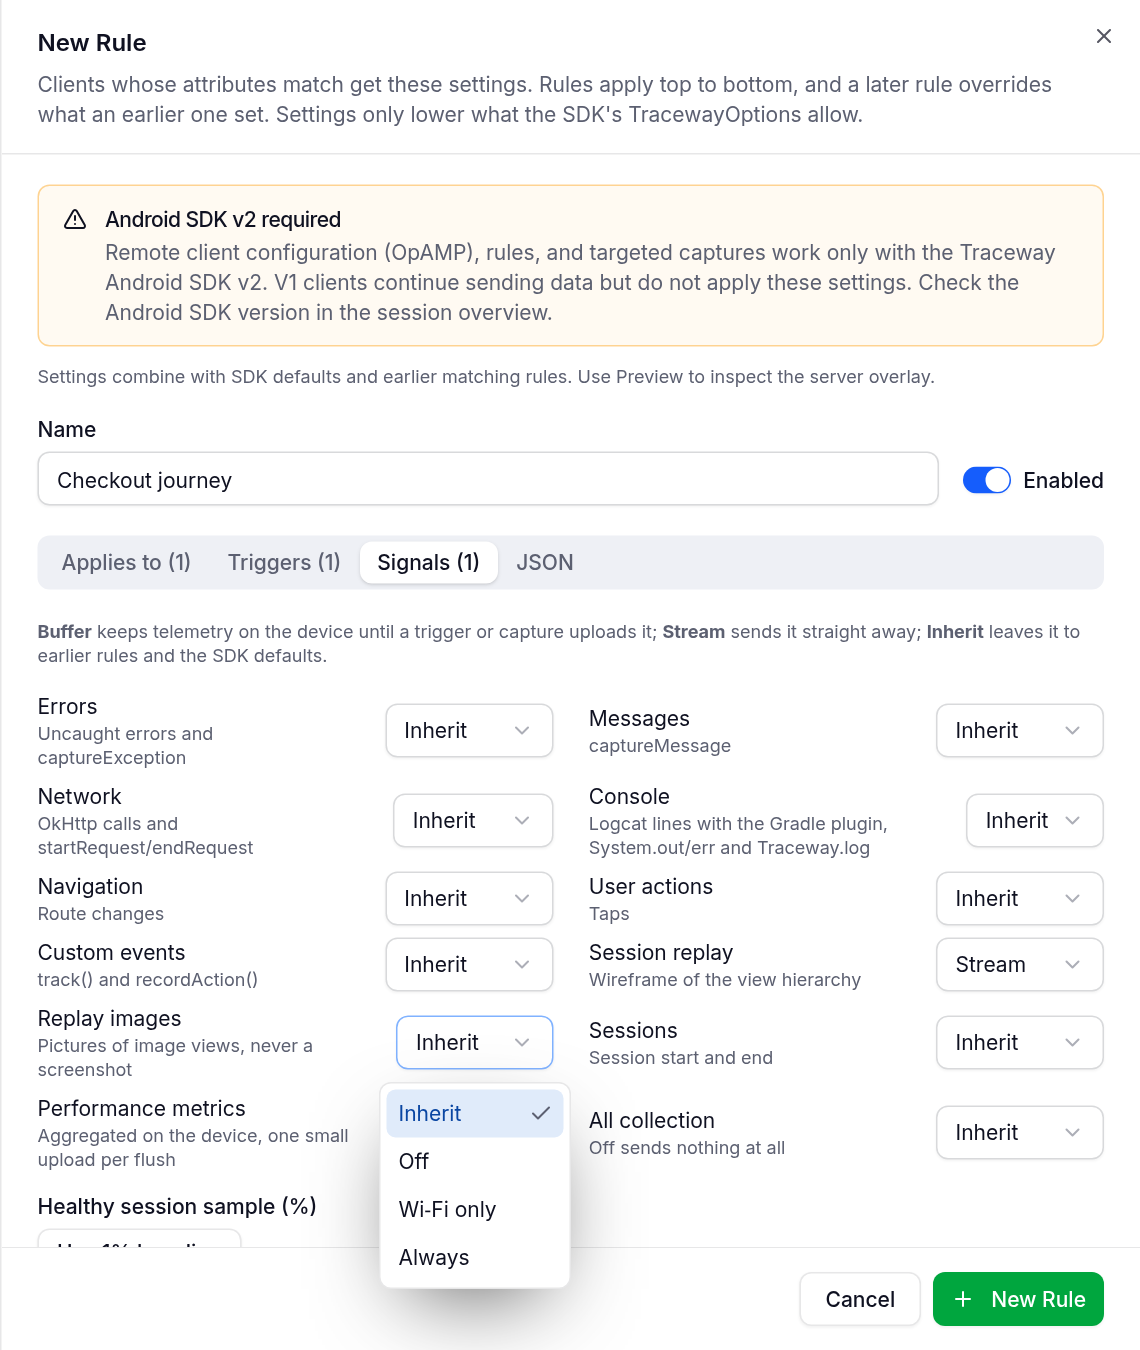 New Rule
Clients whose attributes match get these settings. Rules apply top to bottom, and a later rule overrides
what an earlier one set. Settings only lower what the SDK's TracewayOptions allow.
Android SDK v2 required
Remote client configuration (OpAMP), rules, and targeted captures work only with the Traceway
Android SDK v2. V1 clients continue sending data but do not apply these settings. Check the
Android SDK version in the session overview.
Settings combine with SDK defaults and earlier matching rules. Use Preview to inspect the server overlay.
Name
Checkout journey
Enabled
Applies to (1) Triggers (1) Signals (1) JSON
Buffer keeps telemetry on the device until a trigger or capture uploads it; Stream sends it straight away; Inherit leaves it to
earlier rules and the SDK defaults.
Errors
Uncaught errors and
captureException
Inherit
Messages
captureMessage
Inherit
Network
OkHttp calls and
startRequest/endRequest
Inherit
Console
Logcat lines with the Gradle plugin,
System.out/err and Traceway.log
Inherit
Navigation
Route changes
Inherit
User actions
Taps
Inherit
Custom events
track() and recordAction()
Inherit
Session replay
Wireframe of the view hierarchy
Stream
Replay images
Pictures of image views, never a
screenshot
Inherit
Sessions
Session start and end
Inherit
Performance metrics
Aggregated on the device, one small
upload per flush
Inherit
Off
Wi-Fi only
Always
All collection
Off sends nothing at all
Inherit
Healthy session sample (%)
Cancel
New Rule